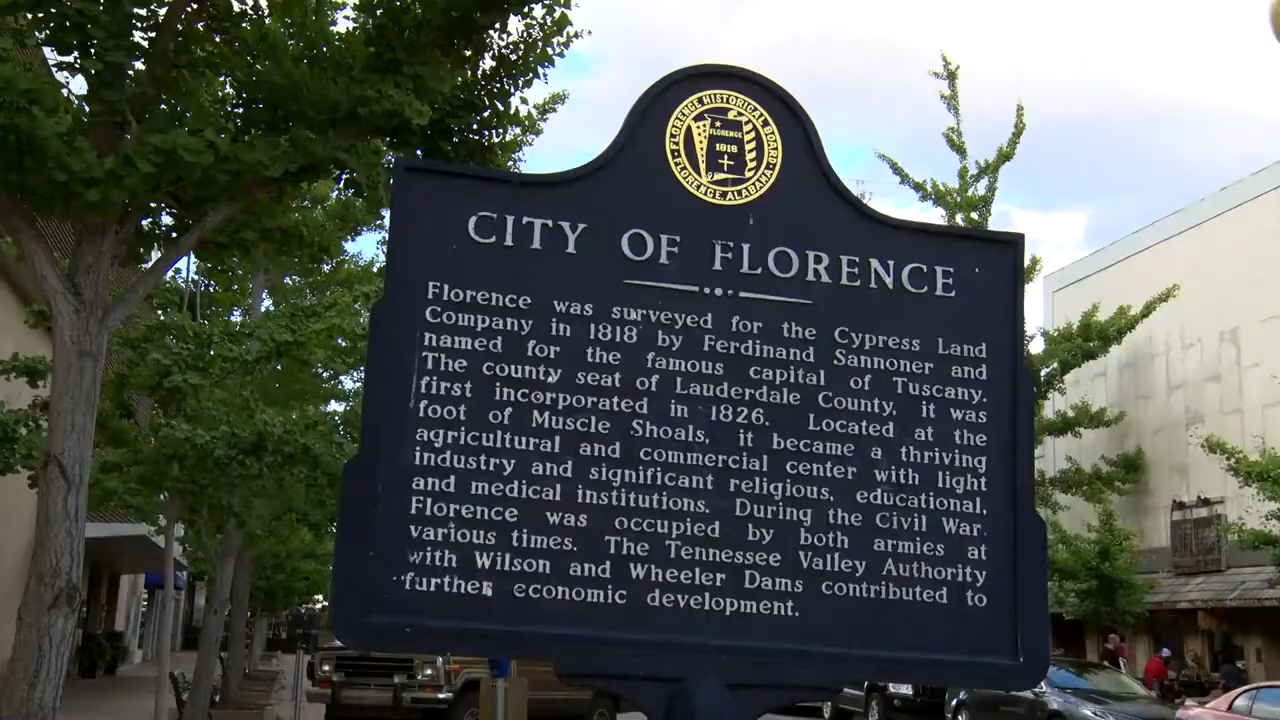 FLORENCE HISTORICAL BOARD
FLORENCE
1818
FLORENCE, ALABAMA
CITY OF FLORENCE
Florence was surveyed for the Cypress Land
Company in 1818 by Ferdinand Sannoner and
named for the famous capital of Tuscany.
The county seat of Lauderdale County, it was
first incorporated in 1826. Located at the
foot of Muscle Shoals, it became a thriving
agricultural and commercial center with light
industry and significant religious, educational,
and medical institutions. During the Civil War.
Florence was occupied by both armies at
various times. The Tennessee Valley Authority
with Wilson and Wheeler Dams contributed to
further economic development.